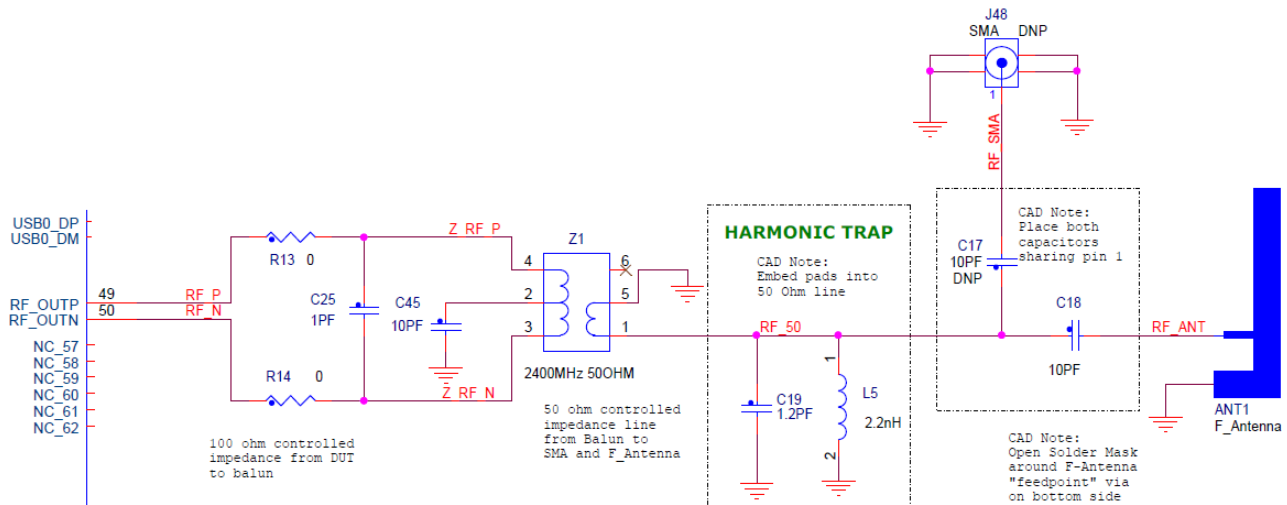 J48
SMA DNP
1
RF_SMA
USB0_DP
USB0_DM
RF_OUTP
RF_OUTN
NC_57
NC_58
NC_59
NC_60
NC_61
NC_62
49
50
RF_P
RF_N
R13 0
R14 0
C25
1PF
C45
10PF
Z_RF_P
Z_RF_N
Z1
4
2
3
6
5
1
2400MHz 50OHM
100 ohm controlled
impedance from DUT
to balun
50 ohm controlled
impedance line
from Balun to
SMA and F_Antenna
HARMONIC TRAP
CAD Note:
Embed pads into
50 Ohm line
RF_50
C19
1.2PF
1
L5
2.2nH
2
CAD Note:
Place both
capacitors
sharing pin 1
C17
10PF
DNP
C18
10PF
RF_ANT
ANT1
F_Antenna
CAD Note:
Open Solder Mask
around F-Antenna
"feedpoint" via
on bottom side